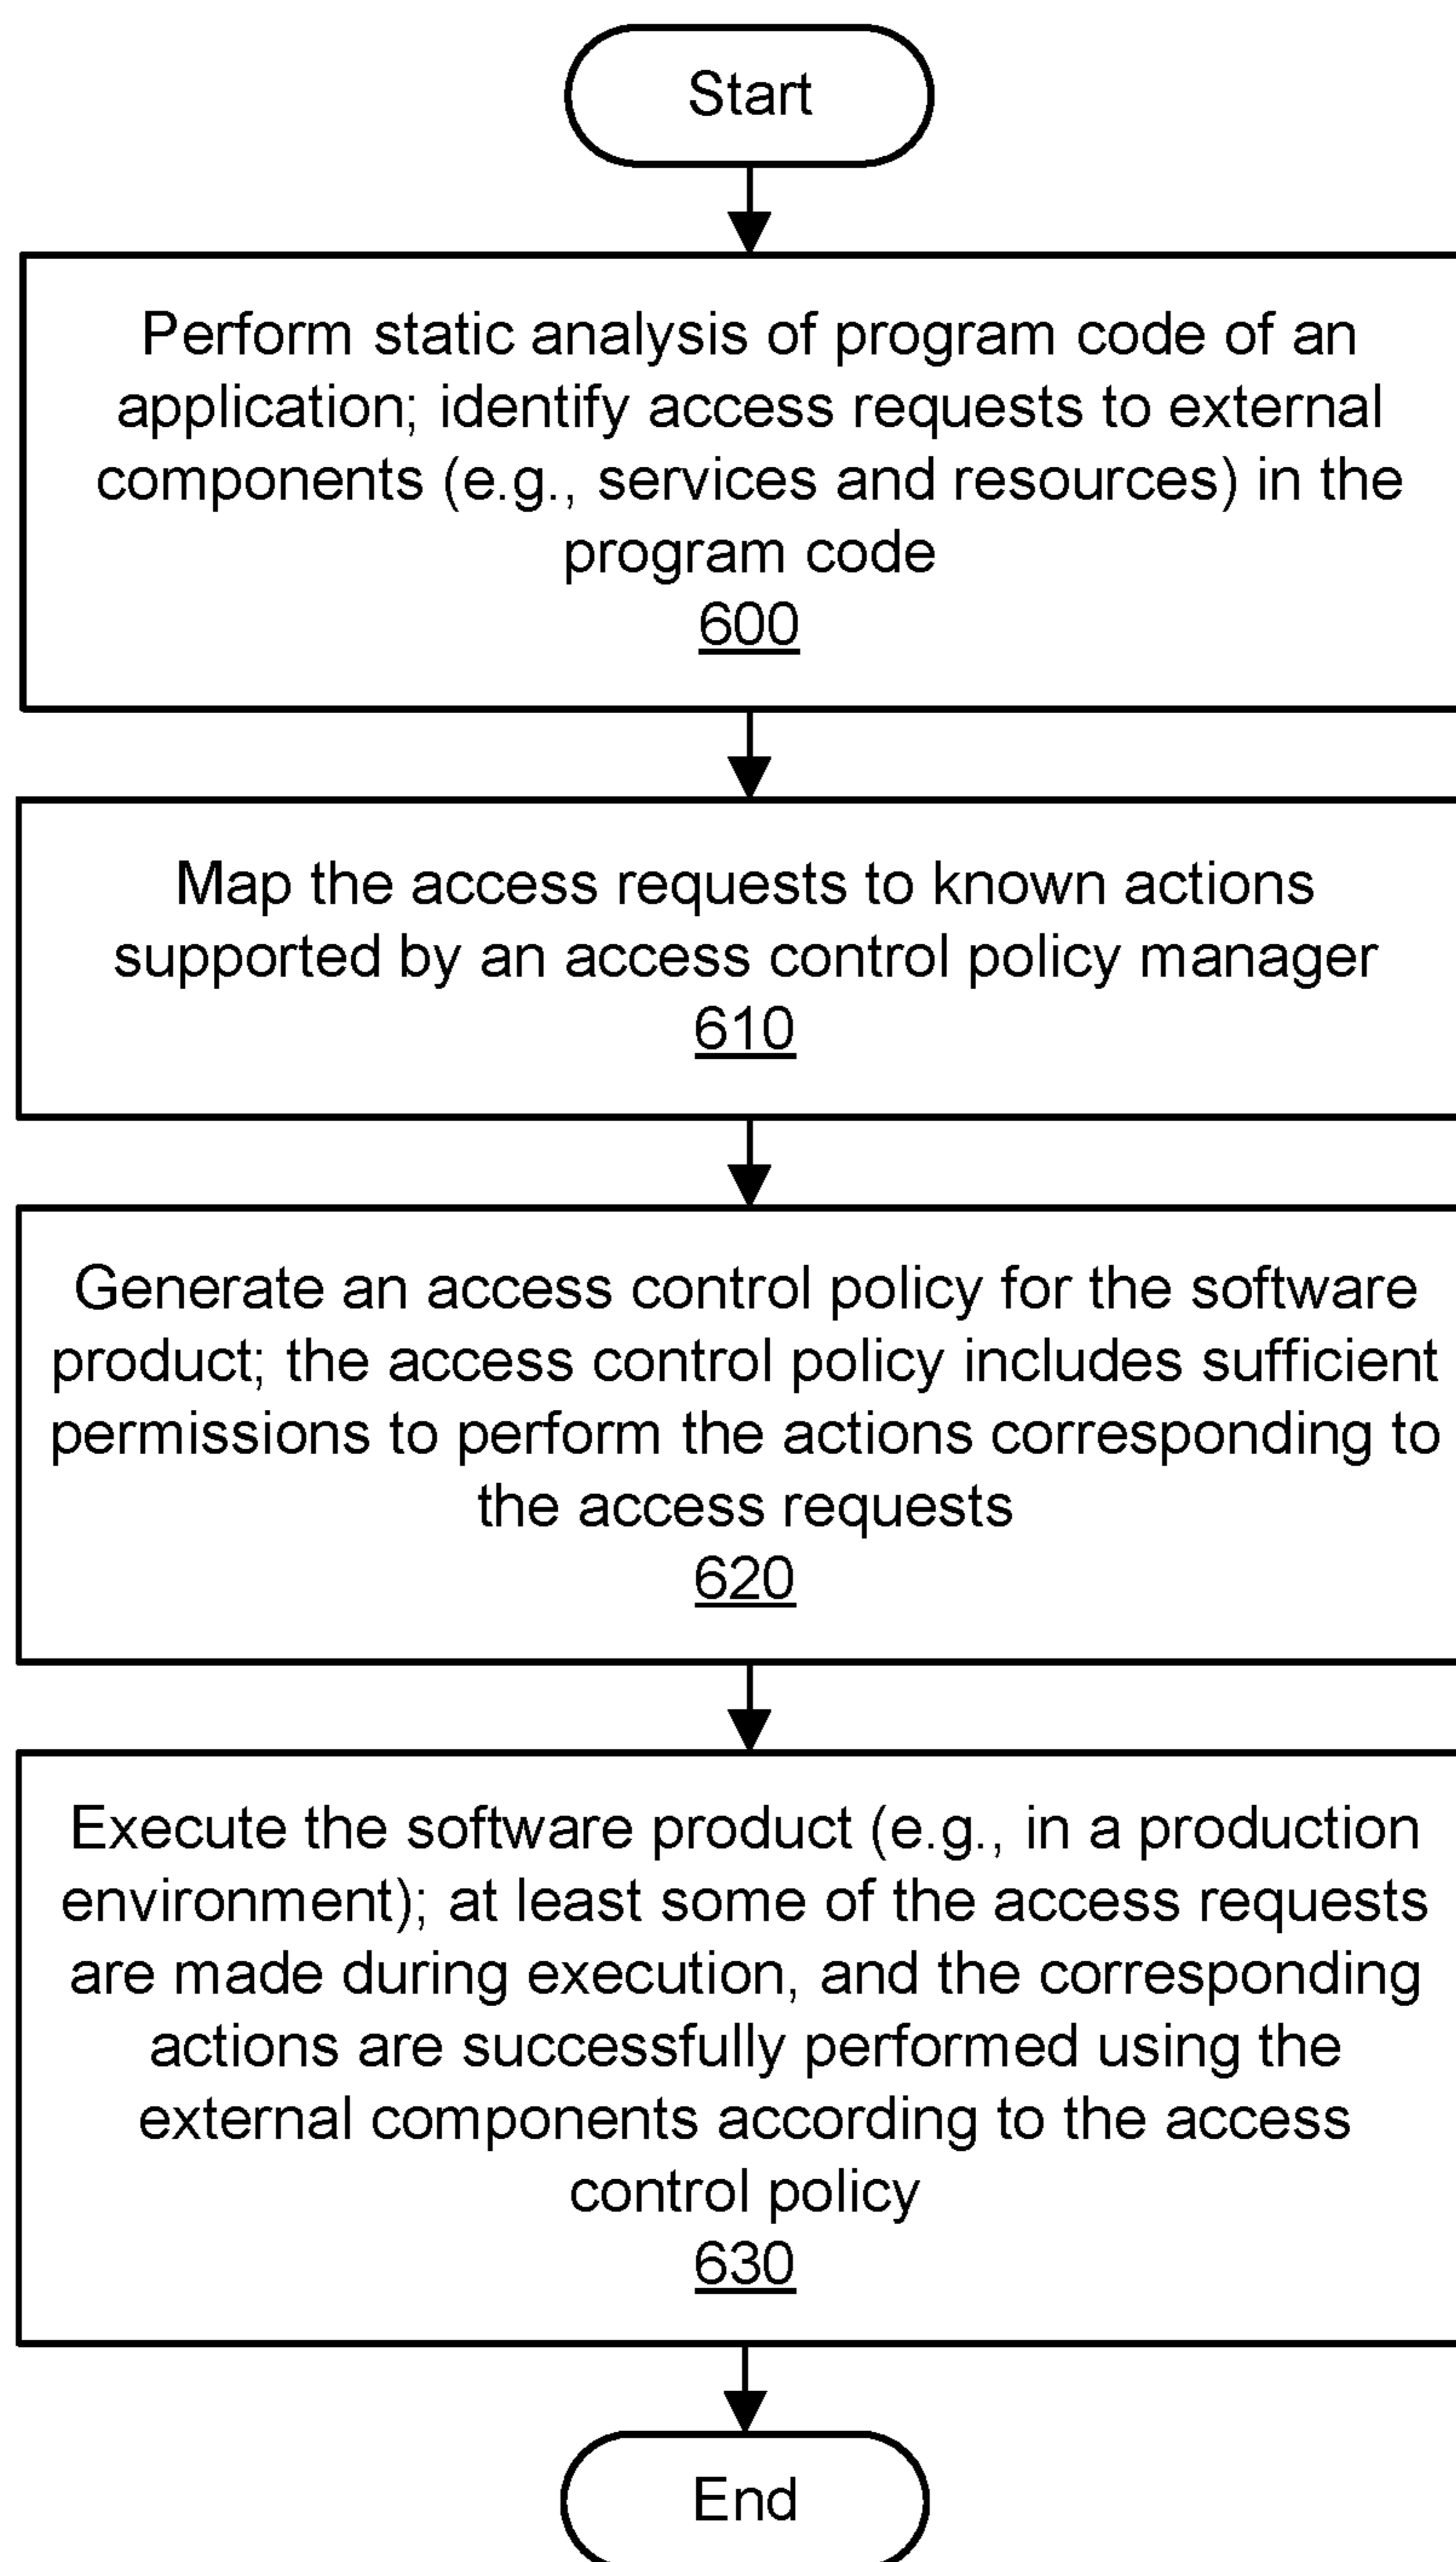 Start
Perform static analysis of program code of an
application; identify access requests to external
components (e.g., services and resources) in the
program code
600
Map the access requests to known actions
supported by an access control policy manager
610
Generate an access control policy for the software
product; the access control policy includes sufficient
permissions to perform the actions corresponding to
the access requests
620
Execute the software product (e.g., in a production
environment); at least some of the access requests
are made during execution, and the corresponding
actions are successfully performed using the
external components according to the access
control policy
630
End